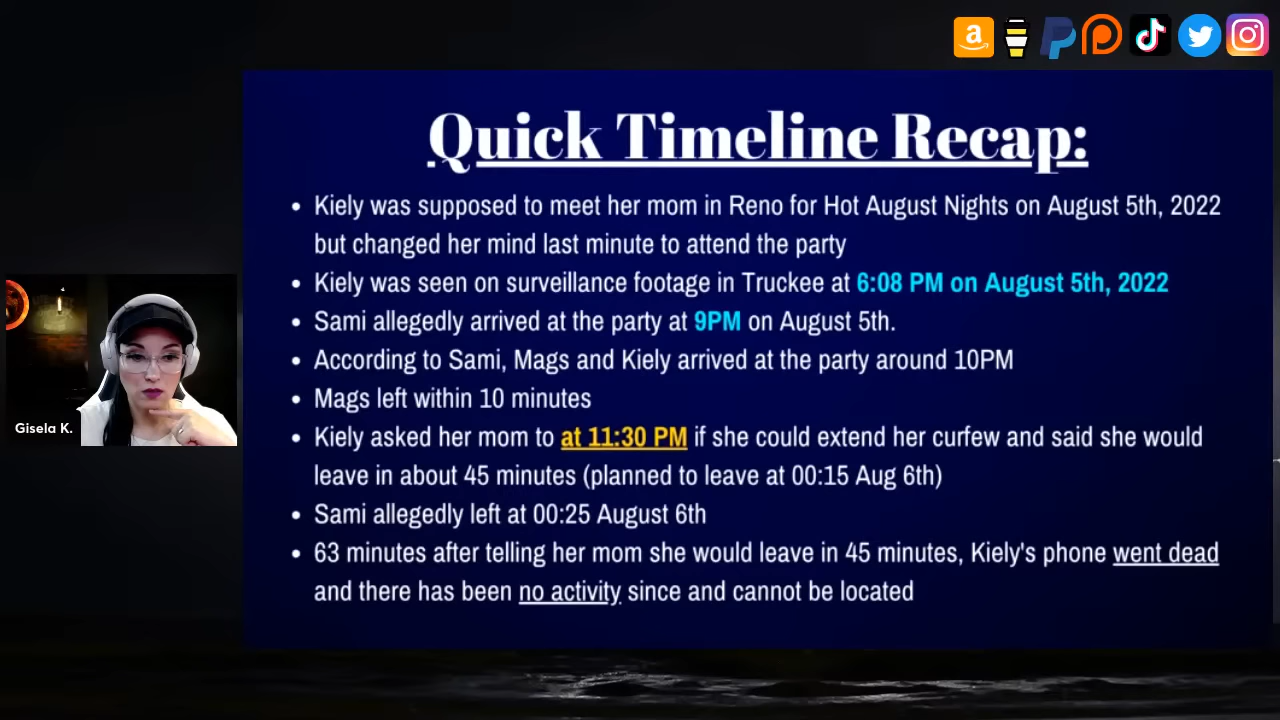 Quick Timeline Recap:
• Kiely was supposed to meet her mom in Reno for Hot August Nights on August 5th, 2022
but changed her mind last minute to attend the party
• Kiely was seen on surveillance footage in Truckee at 6:08 PM on August 5th, 2022
• Sami allegedly arrived at the party at 9PM on August 5th.
• According to Sami, Mags and Kiely arrived at the party around 10PM
• Mags left within 10 minutes
• Kiely asked her mom to at 11:30 PM if she could extend her curfew and said she would
leave in about 45 minutes (planned to leave at 00:15 Aug 6th)
• Sami allegedly left at 00:25 August 6th
• 63 minutes after telling her mom she would leave in 45 minutes, Kiely's phone went dead
and there has been no activity since and cannot be located
Gisela K.